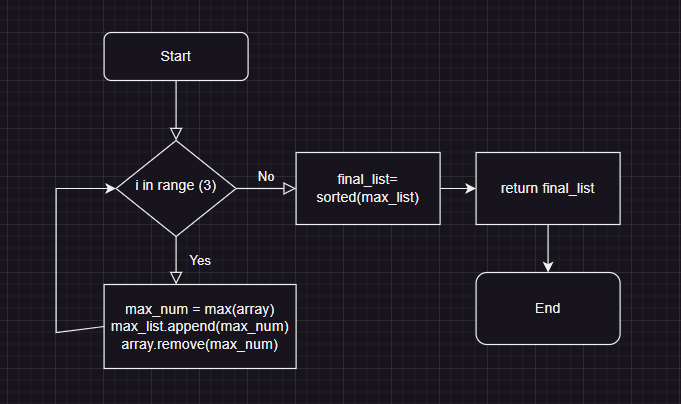 Start
i in range (3)
No
final_list=
sorted(max_list)
return final_list
Yes
max_num = max(array)
max_list.append(max_num)
array.remove(max_num)
End